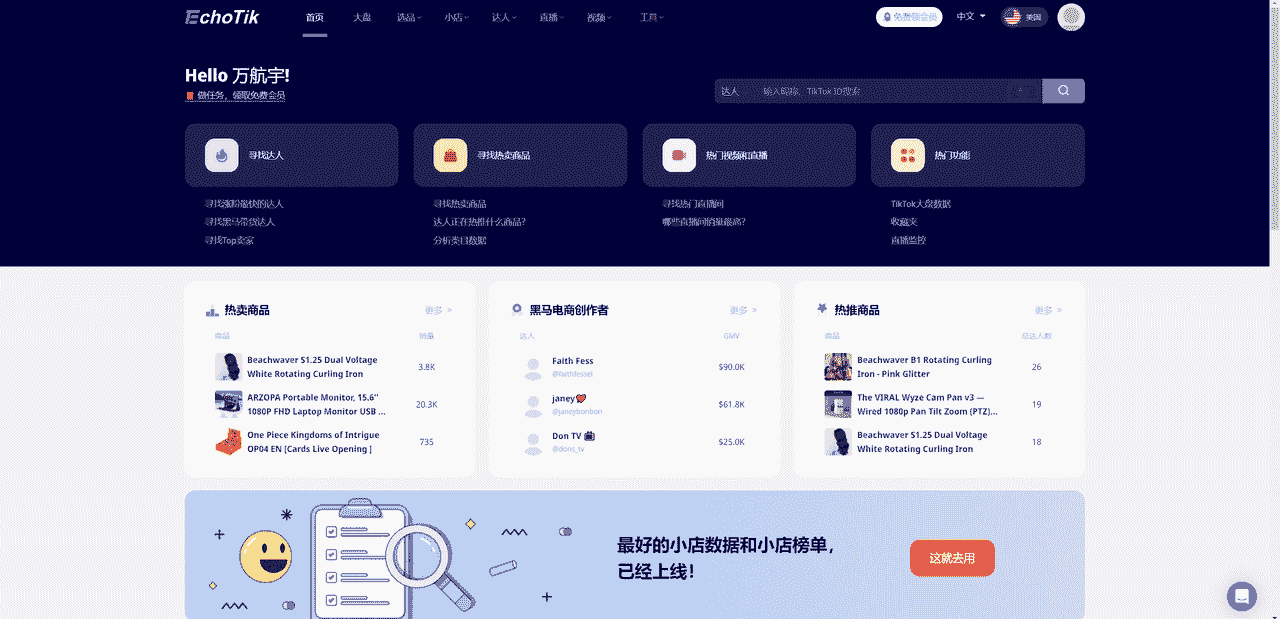 EchoTik
首页 大盘 选品 小店 达人 直播 视频 工具
免费领会员 中文 美国
Hello 万航宇!
做任务，领取免费会员
达人 输入昵称、TikTok ID搜索
寻找达人
寻找涨粉最快的达人
寻找黑马带货达人
寻找Top卖家
寻找热卖商品
寻找热卖商品
达人正在热推什么商品?
分析类目数据
热门视频和直播
寻找热门直播间
哪些直播间销量最高?
热门功能
TikTok大盘数据
收藏夹
直播监控
热卖商品 更多 >
商品 销量
Beachwaver S1.25 Dual Voltage
White Rotating Curling Iron
3.8K
ARZOPA Portable Monitor, 15.6''
1080P FHD Laptop Monitor USB ...
20.3K
One Piece Kingdoms of Intrigue
OP04 EN [Cards Live Opening ]
735
黑马电商创作者 更多 >
达人 GMV
Faith Fess
@faithfessel
$90.0K
janey
@janeybonbon
$61.8K
Don TV
@dons_tv
$25.0K
热推商品 更多 >
商品 总达人数
Beachwaver B1 Rotating Curling
Iron - Pink Glitter
26
The VIRAL Wyze Cam Pan v3 —
Wired 1080p Pan Tilt Zoom (PTZ)...
19
Beachwaver S1.25 Dual Voltage
White Rotating Curling Iron
18
最好的小店数据和小店榜单，
已经上线!
这就去用